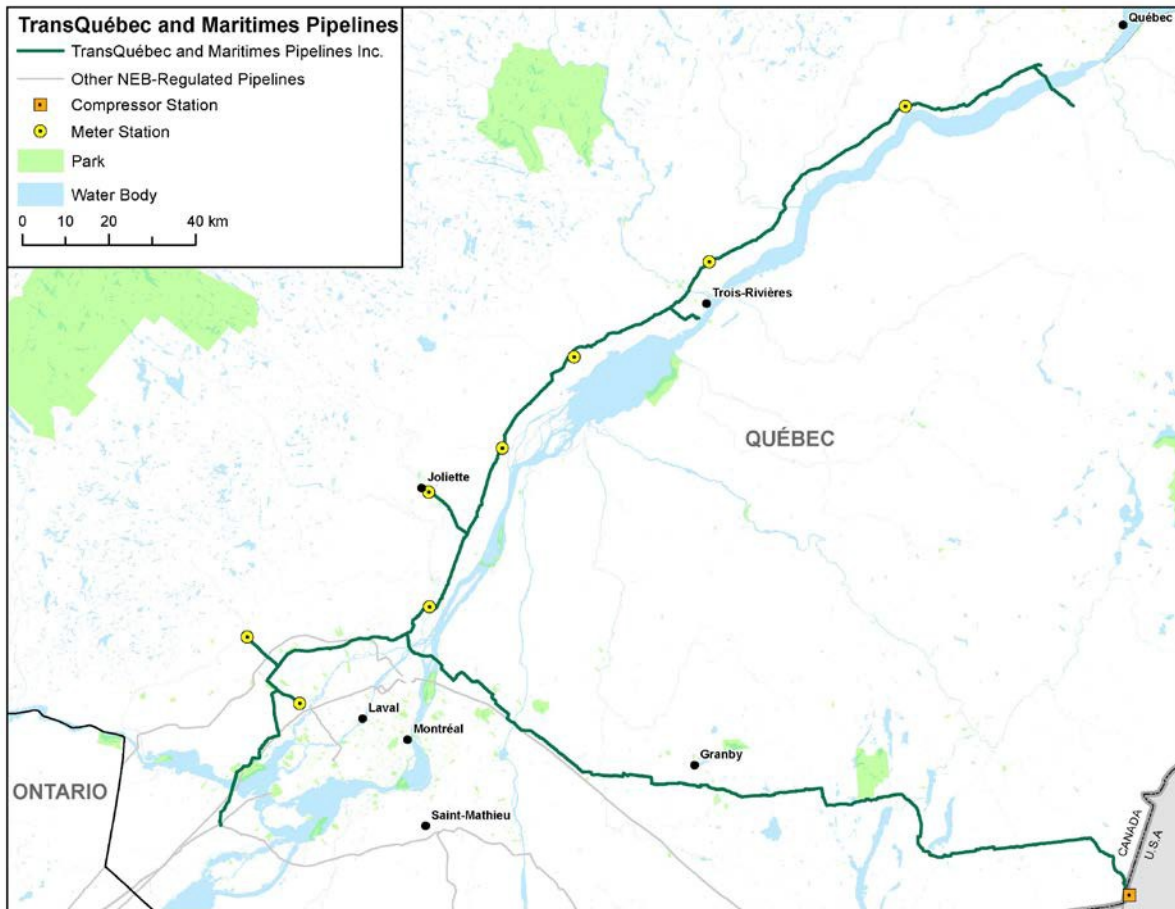 TransQuébec and Maritimes Pipelines
TransQuébec and Maritimes Pipelines Inc.
Other NEB-Regulated Pipelines
Compressor Station
Meter Station
Park
Water Body
0 10 20 40 km
Québec
Trois-Rivières
QUÉBEC
Joliette
Laval
Montréal
Granby
ONTARIO
Saint-Mathieu
CANADA
U.S.A